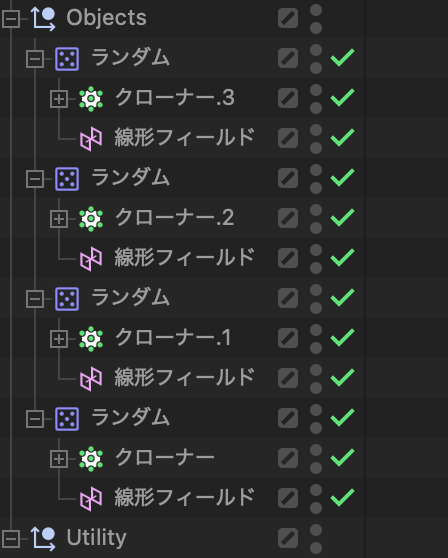 Objects
ランダム
クローナー.3
線形フィールド
ランダム
クローナー.2
線形フィールド
ランダム
クローナー.1
線形フィールド
ランダム
クローナー
線形フィールド
Utility